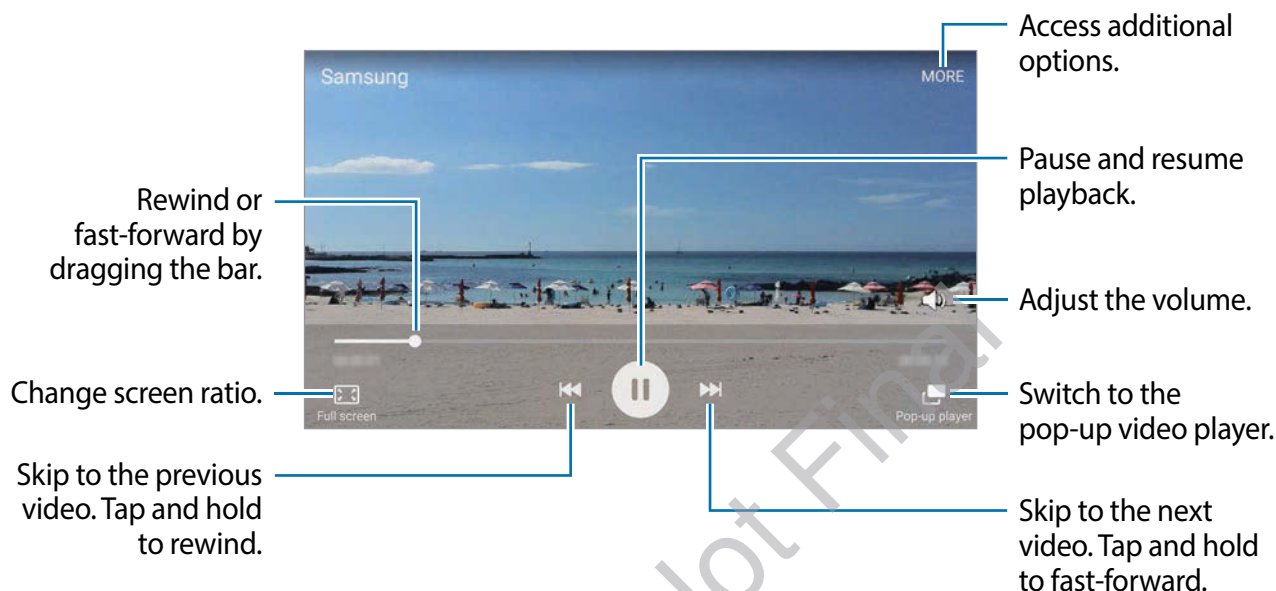 Access additional
options.
Samsung
MORE
Pause and resume
playback.
Rewind or
fast-forward by
dragging the bar.
Adjust the volume.
Change screen ratio.
Full screen
Pop-up player
Switch to the
pop-up video player.
Skip to the previous
video. Tap and hold
to rewind.
Skip to the next
video. Tap and hold
to fast-forward.
Final